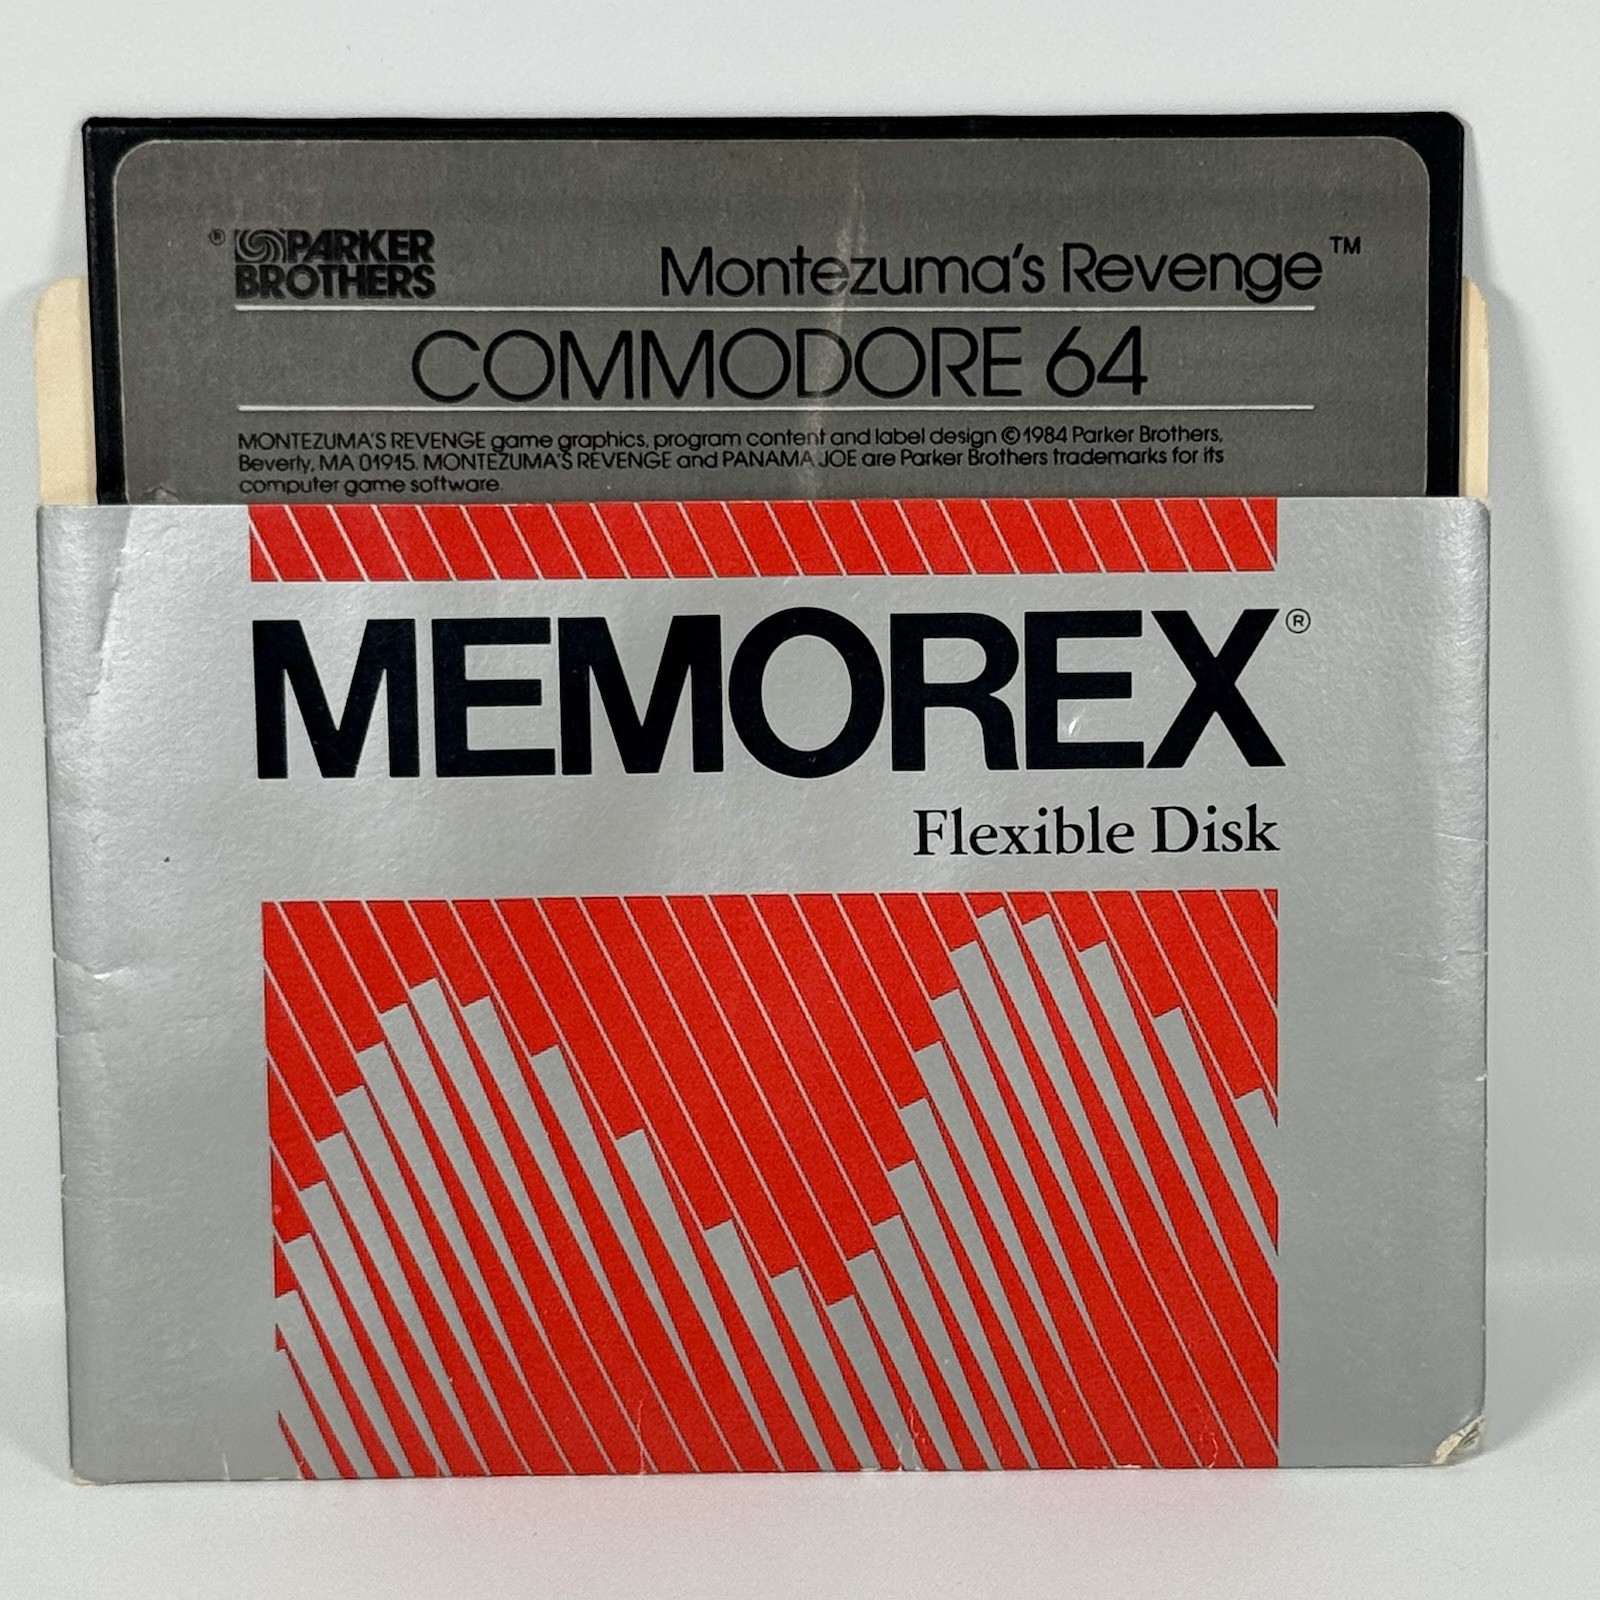 ® PARKER
BROTHERS
Montezuma's Revenge™
COMMODORE 64
MONTEZUMA'S REVENGE game graphics, program content and label design ©1984 Parker Brothers,
Beverly, MA 01915. MONTEZUMA'S REVENGE and PANAMA JOE are Parker Brothers trademarks for its
computer game software.
MEMOREX®
Flexible Disk